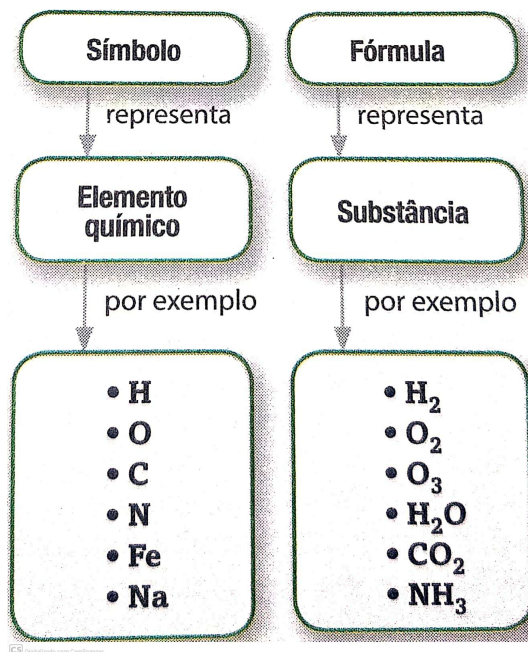 Símbolo
representa
Elemento
químico
por exemplo
• H
• O
• C
• N
• Fe
• Na
Fórmula
representa
Substância
por exemplo
• H₂
• O₂
• O₃
• H₂O
• CO₂
• NH₃
CS